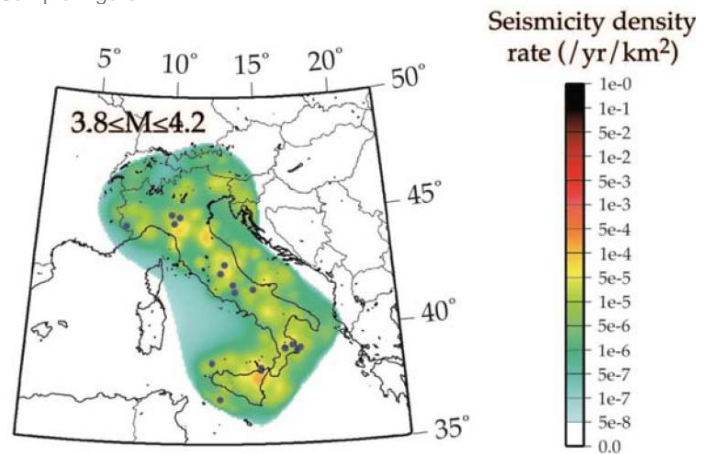 Seismicity density
rate (/yr/km²)
5° 10° 15° 20°
50°
3.8≤M≤4.2
45°
40°
35°
1e-0
1e-1
5e-2
1e-2
5e-3
1e-3
5e-4
1e-4
5e-5
1e-5
5e-6
1e-6
5e-7
1e-7
5e-8
0.0